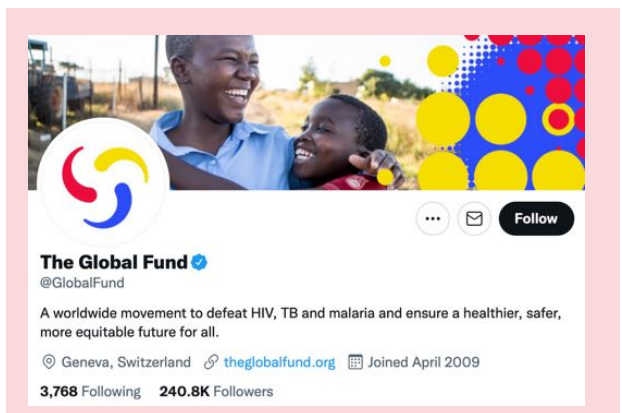 Follow
The Global Fund
@GlobalFund
A worldwide movement to defeat HIV, TB and malaria and ensure a healthier, safer,
more equitable future for all.
Geneva, Switzerland theglobalfund.org Joined April 2009
3,768 Following 240.8K Followers